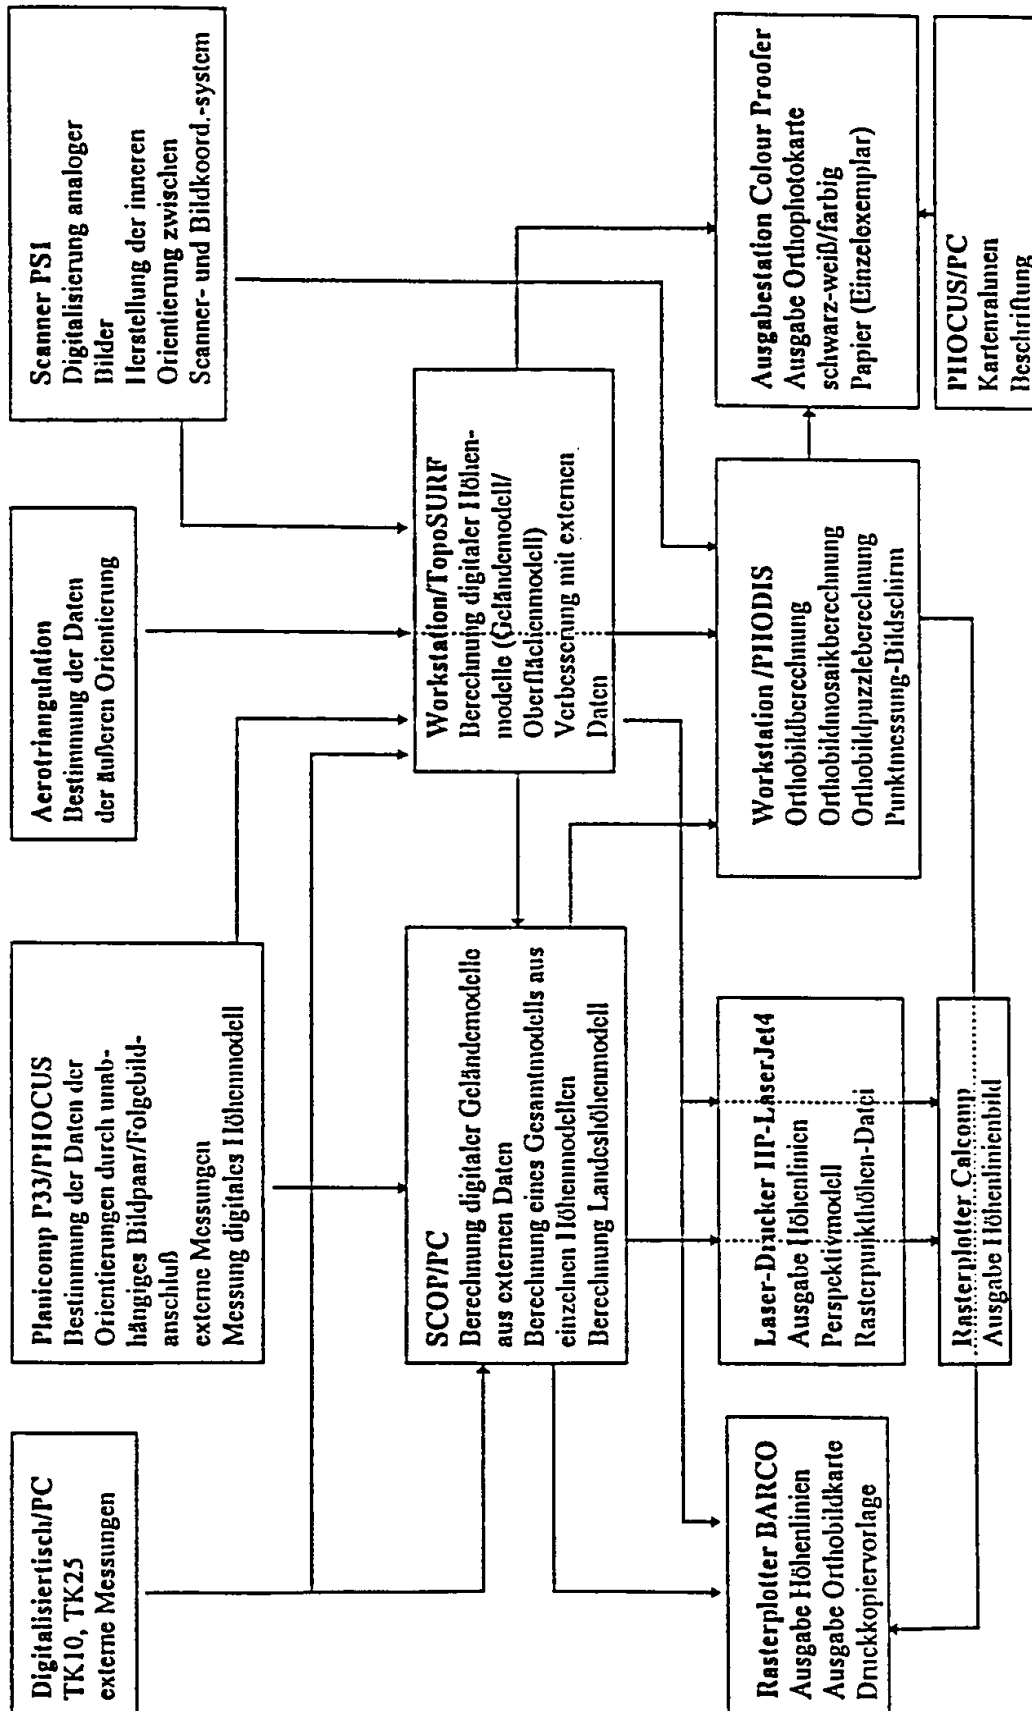 Digitalisiertisch/PC
TK10, TK25
externe Messungen
Planicomp P33/PHOCUS
Bestimmung der Daten der
Orientierungen durch unab-
hängiges Bildpaar/Folgebild-
anschluß
externe Messungen
Messung digitales Höhenmodell
Aerotriangulation
Bestimmung der Daten
der äußeren Orientierung
Scanner PS1
Digitalisierung analoger
Bilder
Herstellung der inneren
Orientierung zwischen
Scanner- und Bildkoord.-system
SCOP/PC
Berechnung digitaler Geländemodelle
aus externen Daten
Berechnung eines Gesamtmodells aus
einzelnen Höhenmodellen
Berechnung Landeshöhenmodell
Workstation/TopoSURF
Berechnung digitaler Höhen-
modelle (Geländemodell/
Oberflächenmodell)
Verbesserung mit externen
Daten
Rasterplotter BARCO
Ausgabe Höhenlinien
Ausgabe Orthobildkarte
Druckkopiervorlage
Laser-Drucker HP-LaserJet4
Ausgabe Höhenlinien
Perspektivmodell
Rasterpunkthöhen-Datei
Workstation /PHODIS
Orthobildberechnung
Orthobildmosaikberechnung
Orthobildpuzzleberechnung
Punktmessung-Bildschirm
Ausgabestation Colour Proofer
Ausgabe Orthophotokarte
schwarz-weiß/farbig
Papier (Einzelexemplar)
Rasterplotter Calcomp
Ausgabe Höhenlinienbild
PHOCUS/PC
Kartenrahmen
Beschriftung